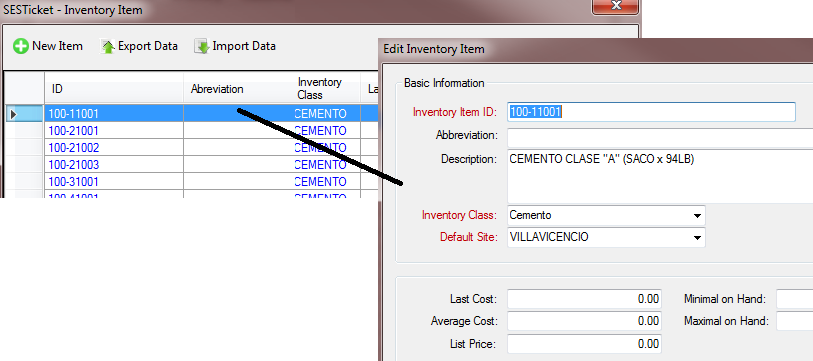 SESTicket - Inventory Item
New Item Export Data Import Data
ID Abreviation Inventory Class
100-11001 CEMENTO
100-21001 CEMENTO
100-21002 CEMENTO
100-21003 CEMENTO
100-31001 CEMENTO
100-41001 CEMENTO
Edit Inventory Item
Basic Information
Inventory Item ID: 100-11001
Abbreviation:
Description: CEMENTO CLASE "A" (SACO x 94LB)
Inventory Class: Cemento
Default Site: VILLAVICENCIO
Last Cost: 0.00 Minimal on Hand:
Average Cost: 0.00 Maximal on Hand:
List Price: 0.00